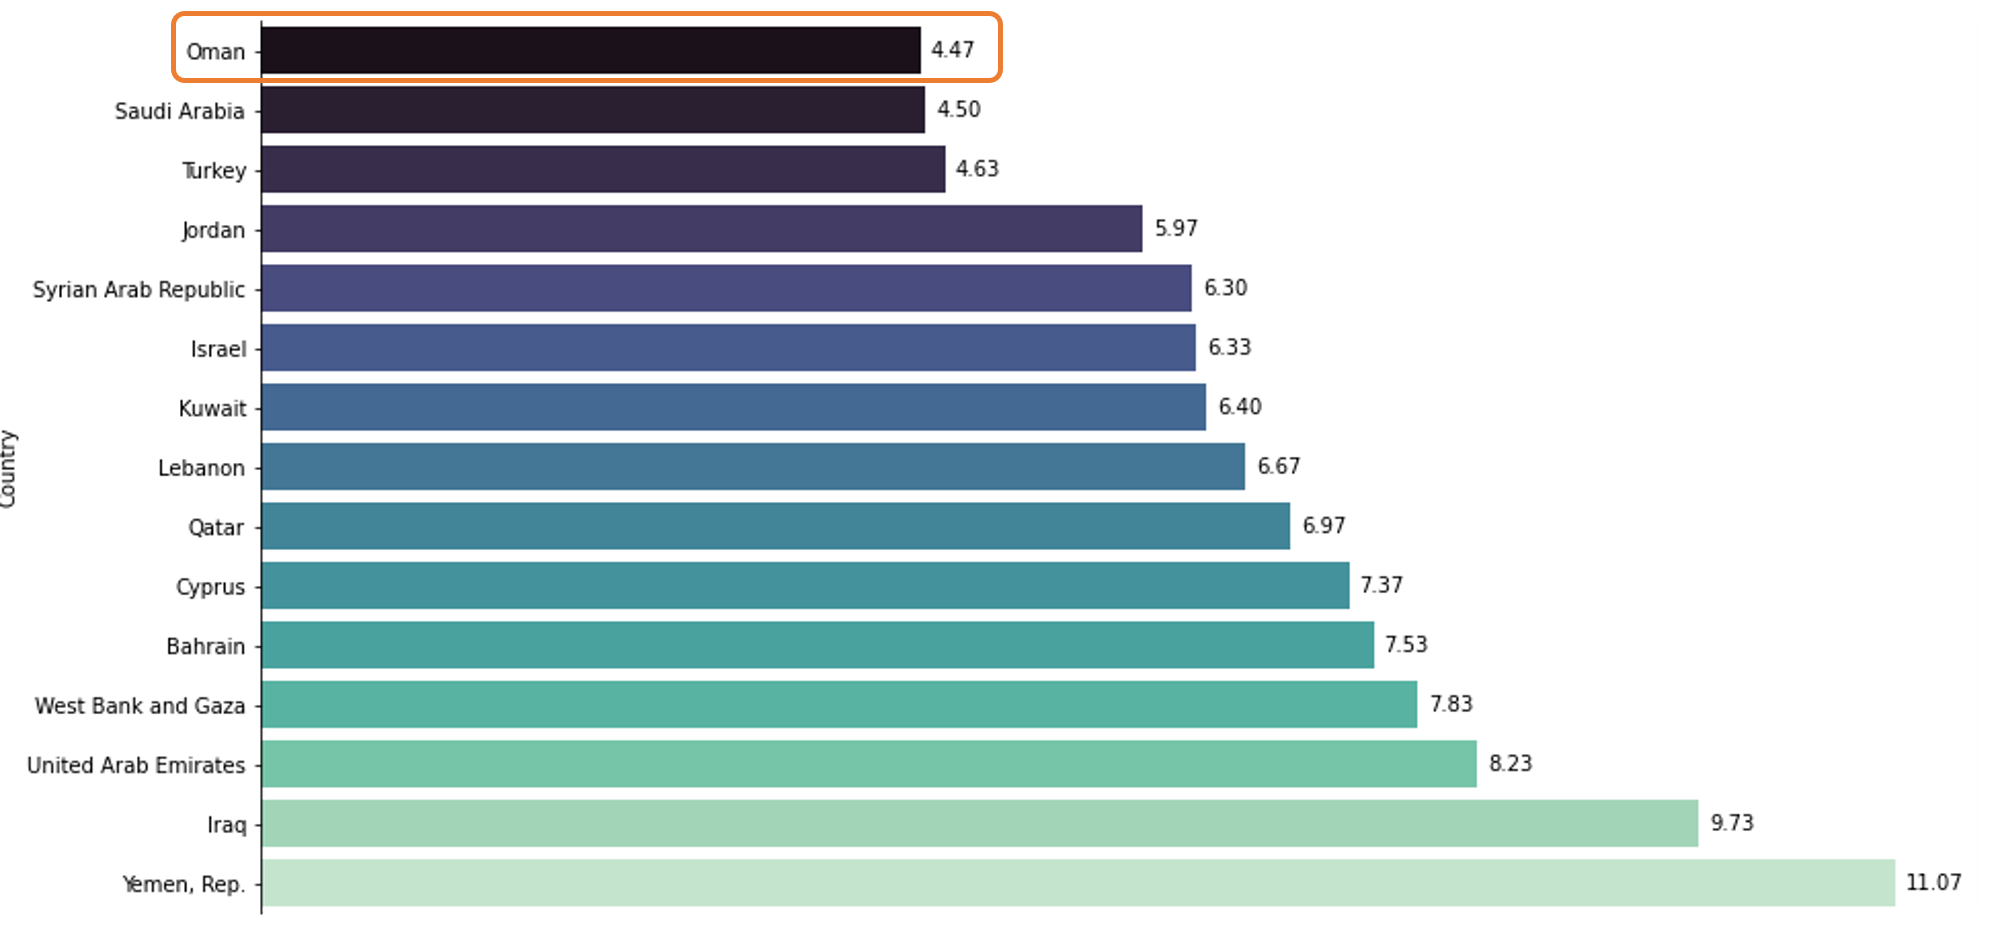 Oman 4.47
Saudi Arabia 4.50
Turkey 4.63
Jordan 5.97
Syrian Arab Republic 6.30
Israel 6.33
Kuwait 6.40
Lebanon 6.67
Qatar 6.97
Cyprus 7.37
Bahrain 7.53
West Bank and Gaza 7.83
United Arab Emirates 8.23
Iraq 9.73
Yemen, Rep. 11.07
Country